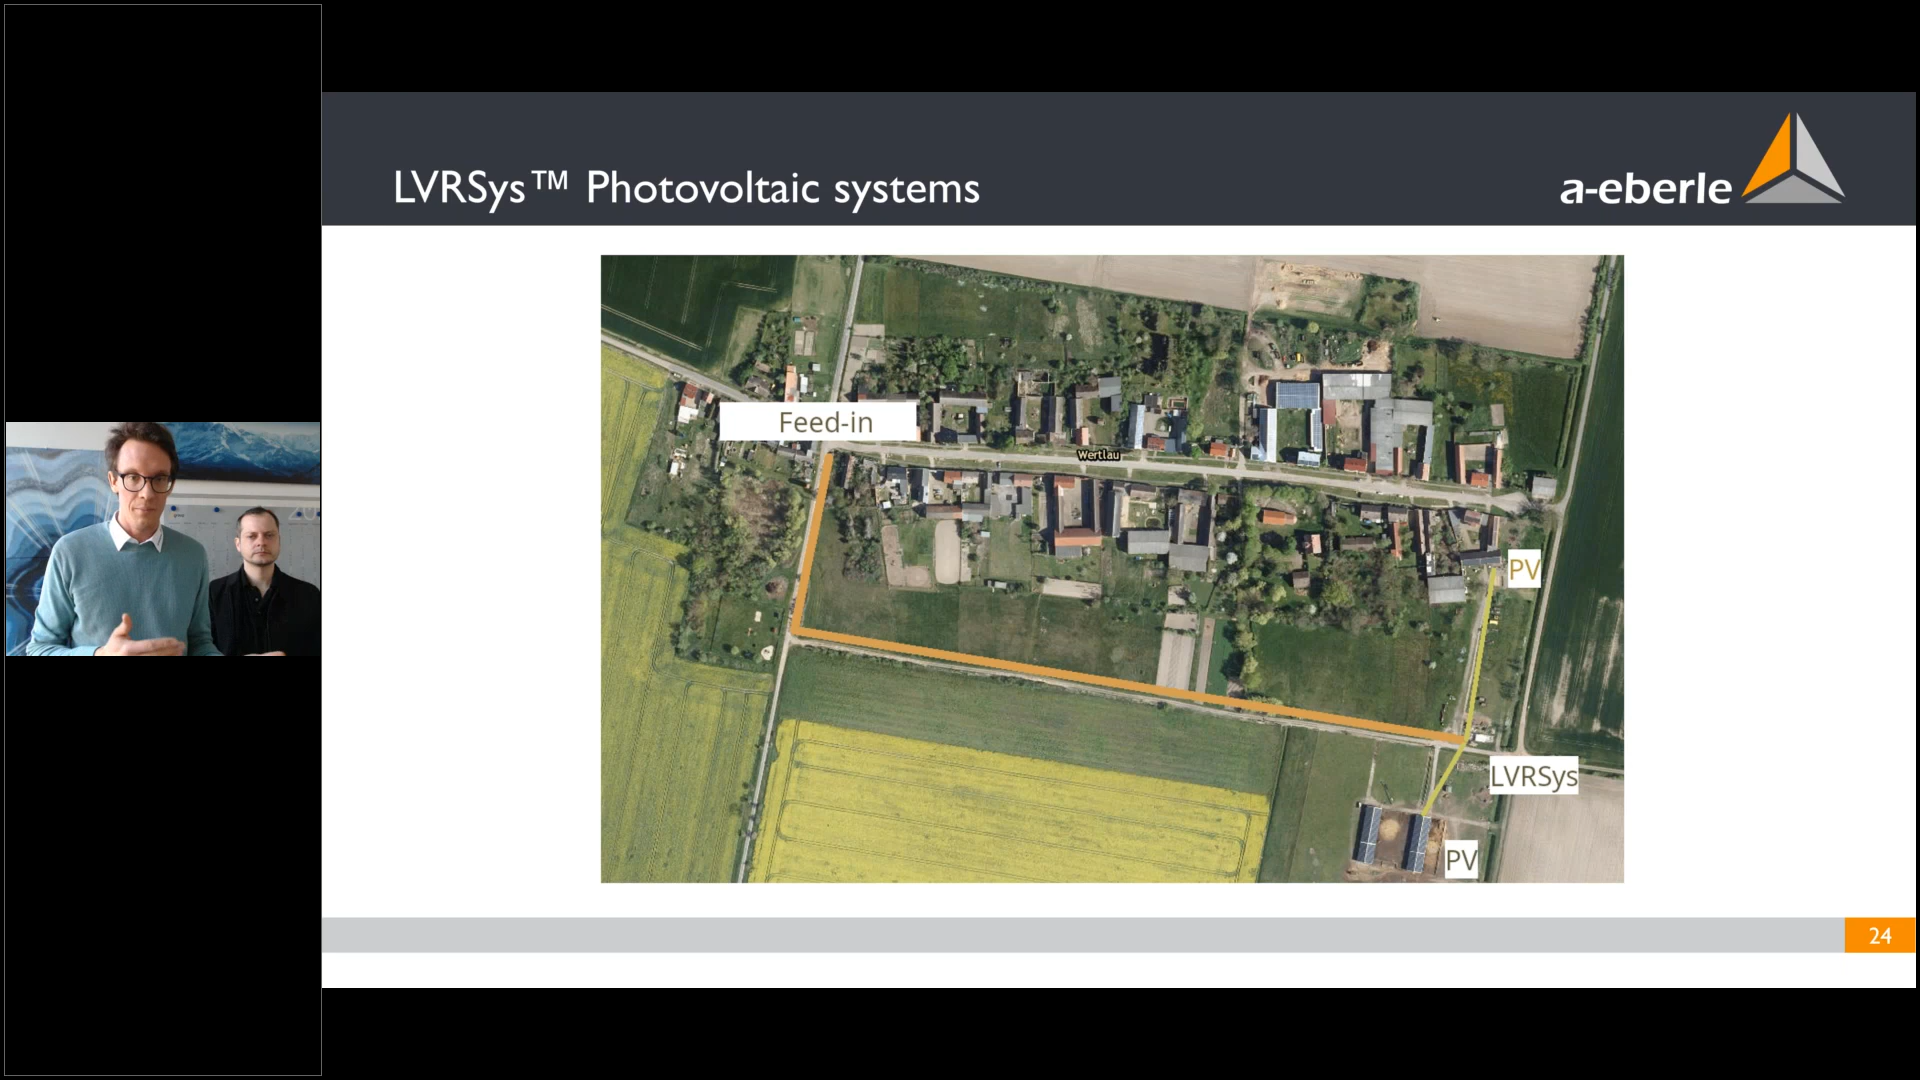 LVRSys™ Photovoltaic systems
a-eberle
Feed-in
Wertlau
PV
LVRSys
PV
24